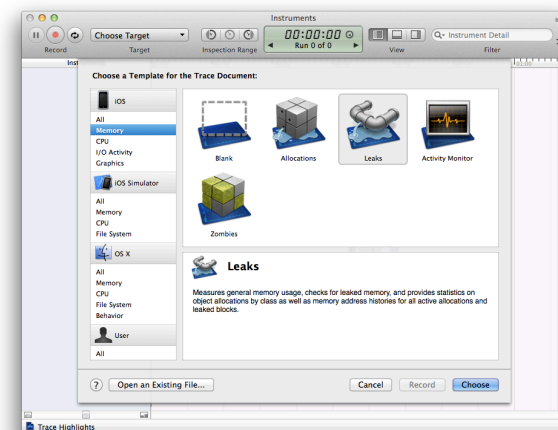 Instruments
Choose Target
00:00:00
Run 0 of 0
Instrument Detail
Record
Target
Inspection Range
View
Filter
Inst
Choose a Template for the Trace Document:
iOS
All
Memory
CPU
I/O Activity
Graphics
iOS Simulator
All
Memory
CPU
File System
OS X
All
Memory
CPU
File System
Behavior
User
All
Blank
Allocations
Leaks
Activity Monitor
Zombies
Leaks
Measures general memory usage, checks for leaked memory, and provides statistics on
object allocations by class as well as memory address histories for all active allocations and
leaked blocks.
?
Open an Existing File...
Cancel
Record
Choose
Trace Highlights